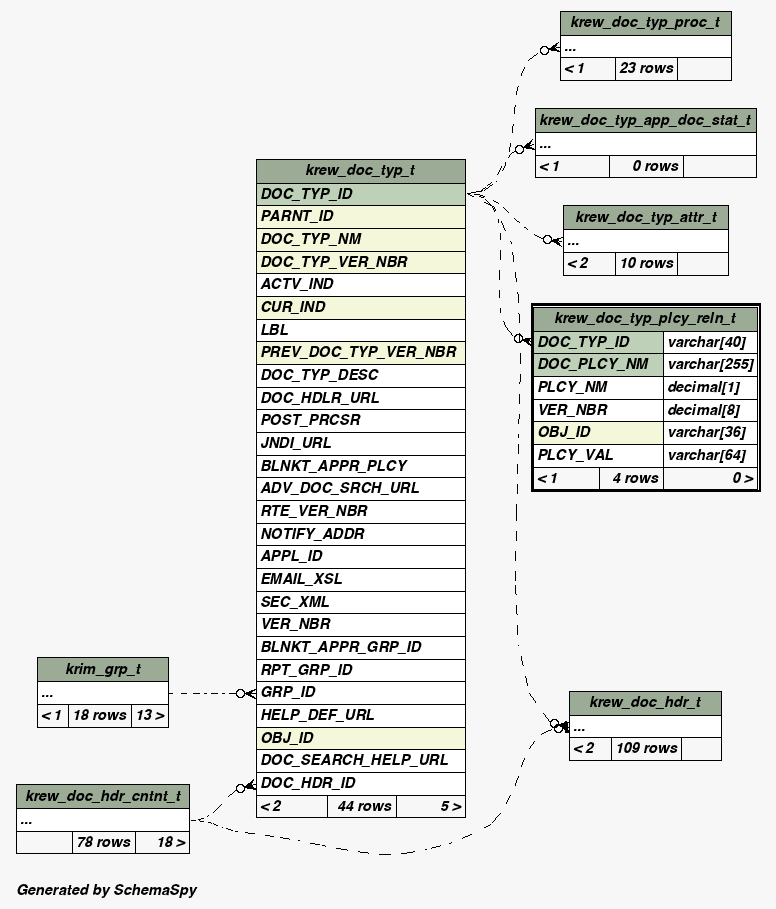 krew_doc_typ_proc_t
...
< 1 23 rows
krew_doc_typ_app_doc_stat_t
...
< 1 0 rows
krew_doc_typ_t
DOC_TYP_ID
PARNT_ID
DOC_TYP_NM
DOC_TYP_VER_NBR
ACTV_IND
CUR_IND
LBL
PREV_DOC_TYP_VER_NBR
DOC_TYP_DESC
DOC_HDLR_URL
POST_PRCSR
JNDI_URL
BLNKT_APPR_PLCY
ADV_DOC_SRCH_URL
RTE_VER_NBR
NOTIFY_ADDR
APPL_ID
EMAIL_XSL
SEC_XML
VER_NBR
BLNKT_APPR_GRP_ID
RPT_GRP_ID
GRP_ID
HELP_DEF_URL
OBJ_ID
DOC_SEARCH_HELP_URL
DOC_HDR_ID
< 2 44 rows 5 >
krew_doc_typ_attr_t
...
< 2 10 rows
krew_doc_typ_plcy_reln_t
DOC_TYP_ID varchar[40]
DOC_PLCY_NM varchar[255]
PLCY_NM decimal[1]
VER_NBR decimal[8]
OBJ_ID varchar[36]
PLCY_VAL varchar[64]
< 1 4 rows 0 >
krim_grp_t
...
< 1 18 rows 13 >
krew_doc_hdr_t
...
< 2 109 rows
krew_doc_hdr_cntnt_t
...
78 rows 18 >
Generated by SchemaSpy